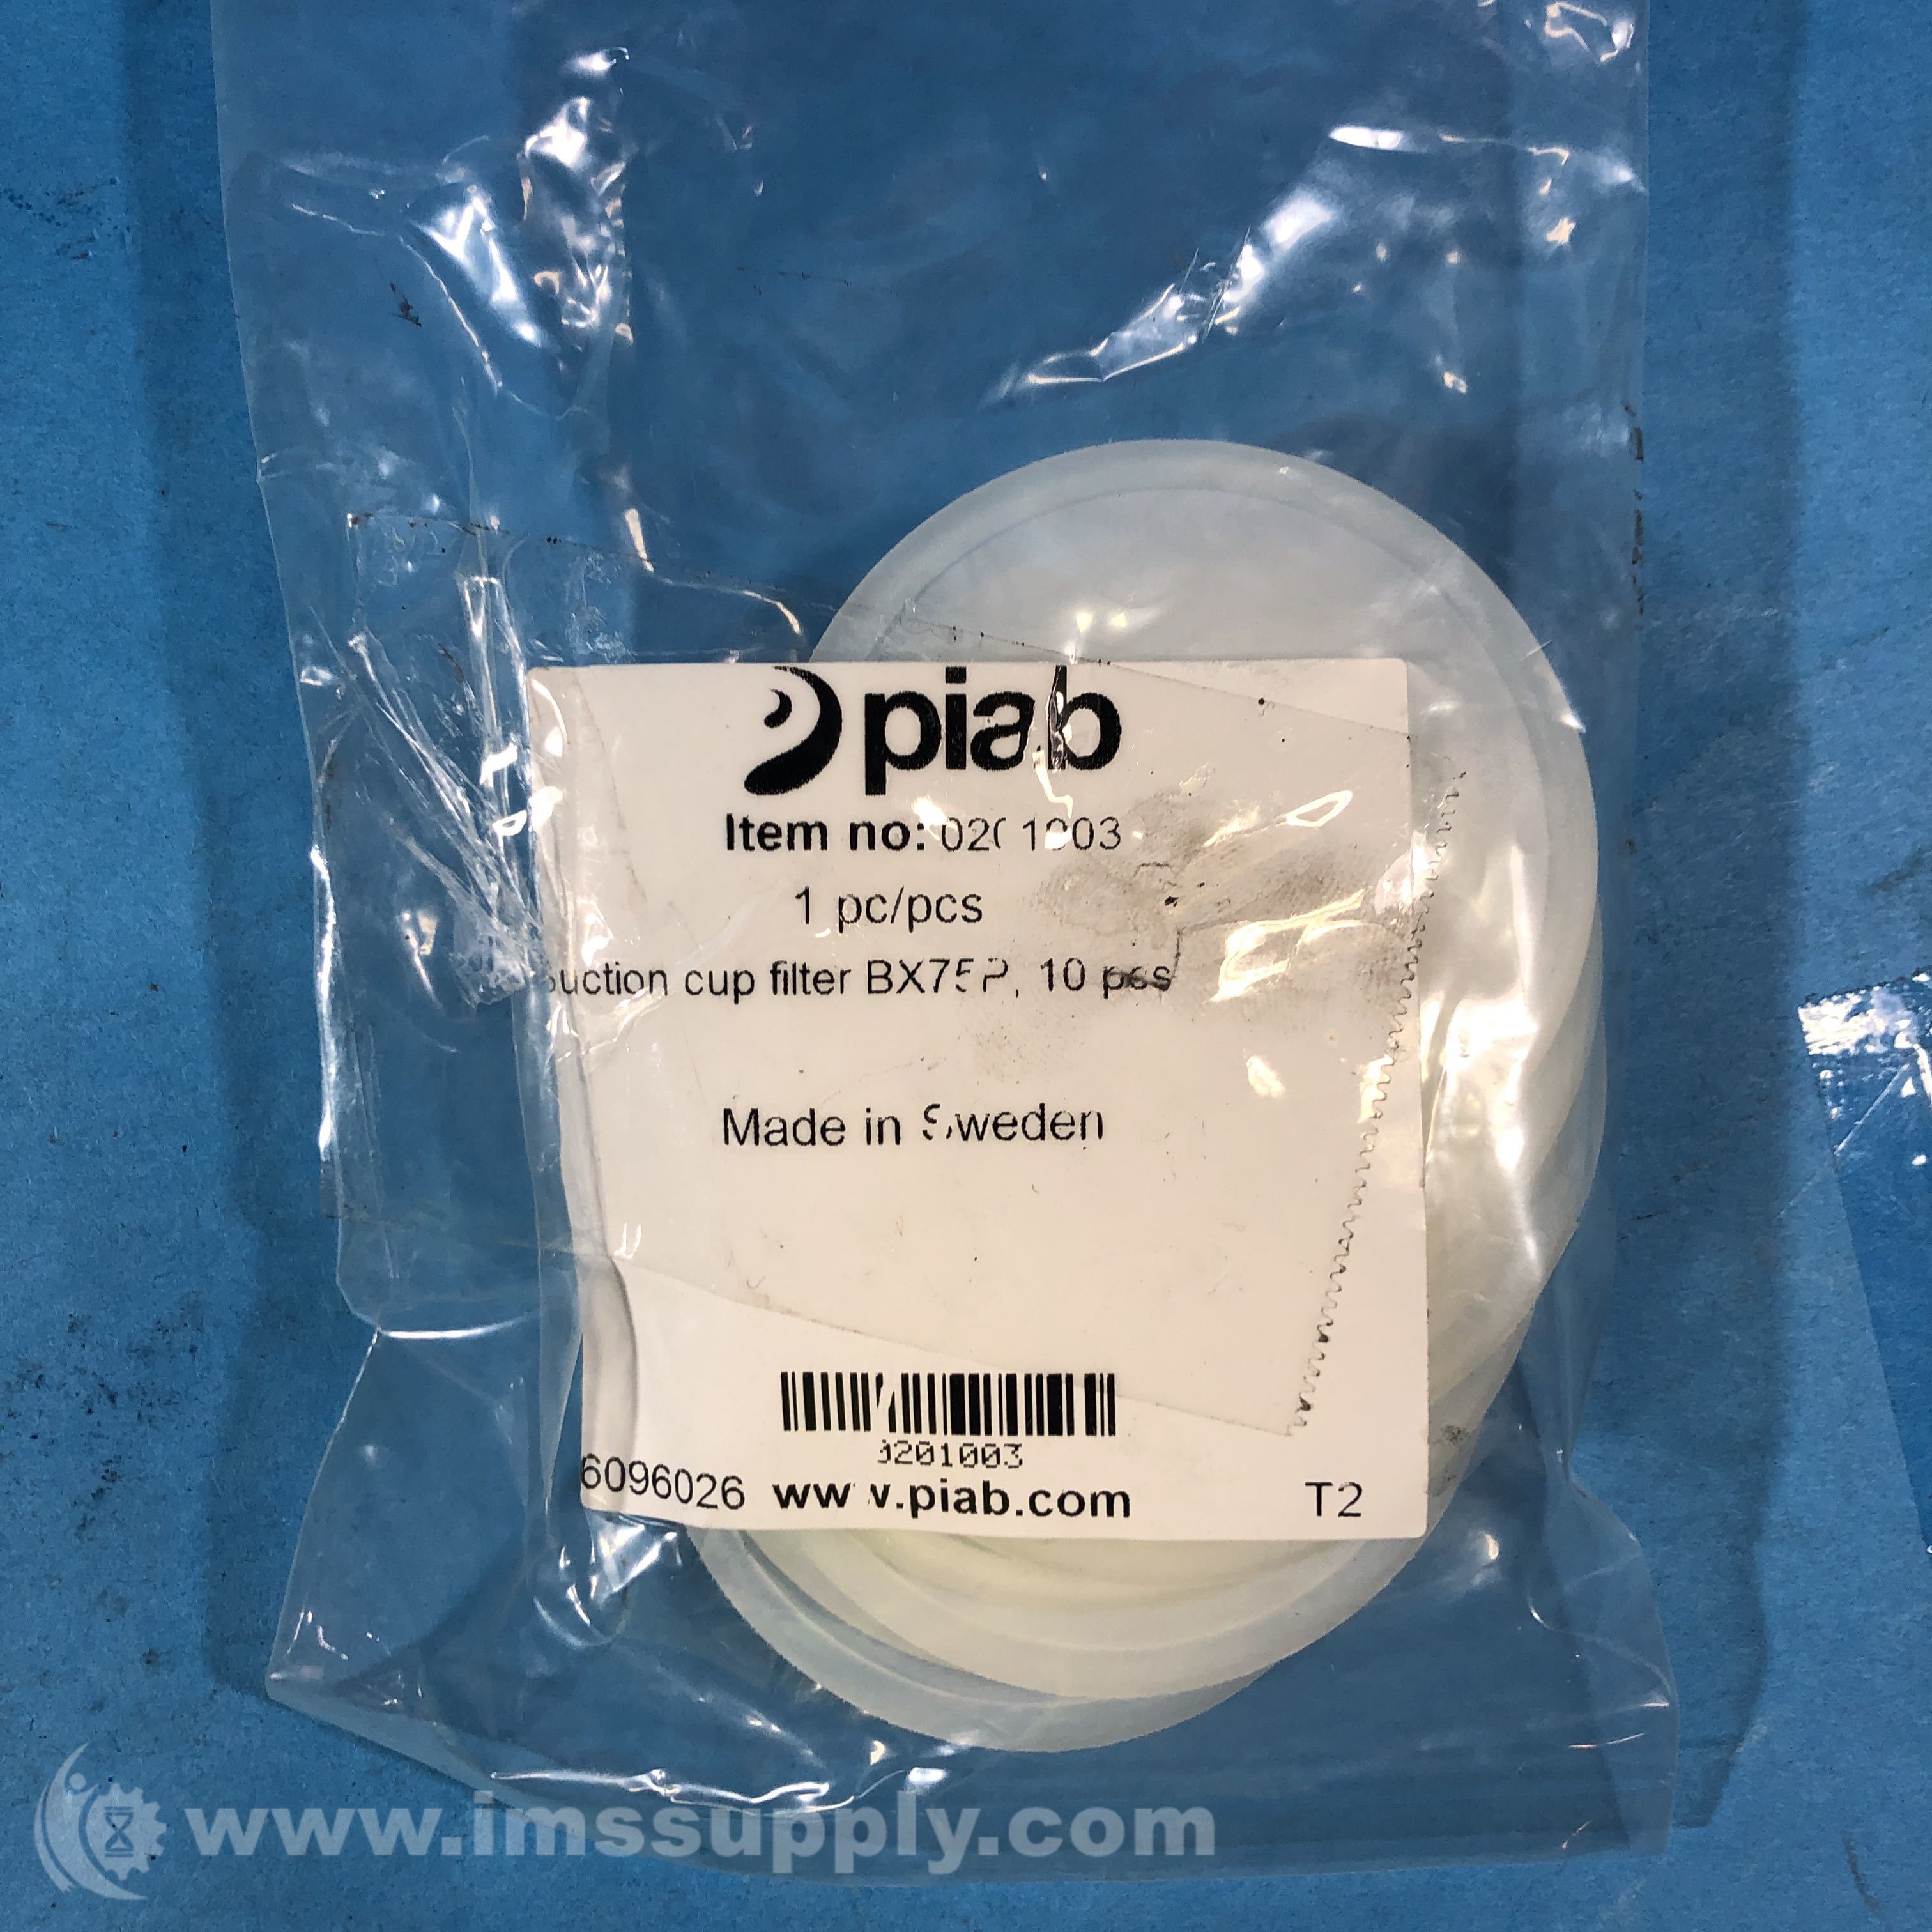 piab
Item no: 0201003
1 pc/pcs
Suction cup filter BX75P, 10 pcs
Made in Sweden
0201003
6096026 www.piab.com T2
www.imssupply.com